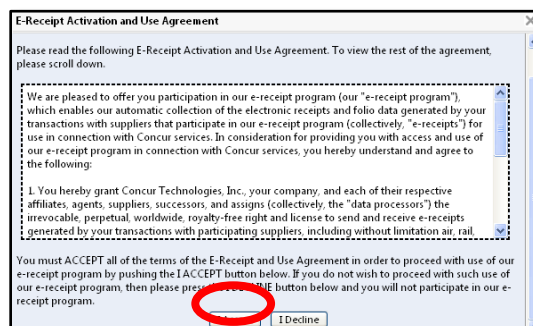 E-Receipt Activation and Use Agreement
Please read the following E-Receipt Activation and Use Agreement. To view the rest of the agreement,
please scroll down.
We are pleased to offer you participation in our e-receipt program (our "e-receipt program"),
which enables our automatic collection of the electronic receipts and folio data generated by your
transactions with suppliers that participate in our e-receipt program (collectively, "e-receipts") for
use in connection with Concur services. In consideration for providing you with access and use of
our e-receipt program in connection with Concur services, you hereby understand and agree to
the following:
1. You hereby grant Concur Technologies, Inc., your company, and each of their respective
affiliates, agents, suppliers, successors, and assigns (collectively, the "data processors") the
irrevocable, perpetual, worldwide, royalty-free right and license to send and receive e-receipts
generated by your transactions with participating suppliers, including without limitation air, rail,
You must ACCEPT all of the terms of the E-Receipt and Use Agreement in order to proceed with use of our
e-receipt program by pushing the I ACCEPT button below. If you do not wish to proceed with such use of
our e-receipt program, then please press button below and you will not participate in our e-
receipt program.
I Decline